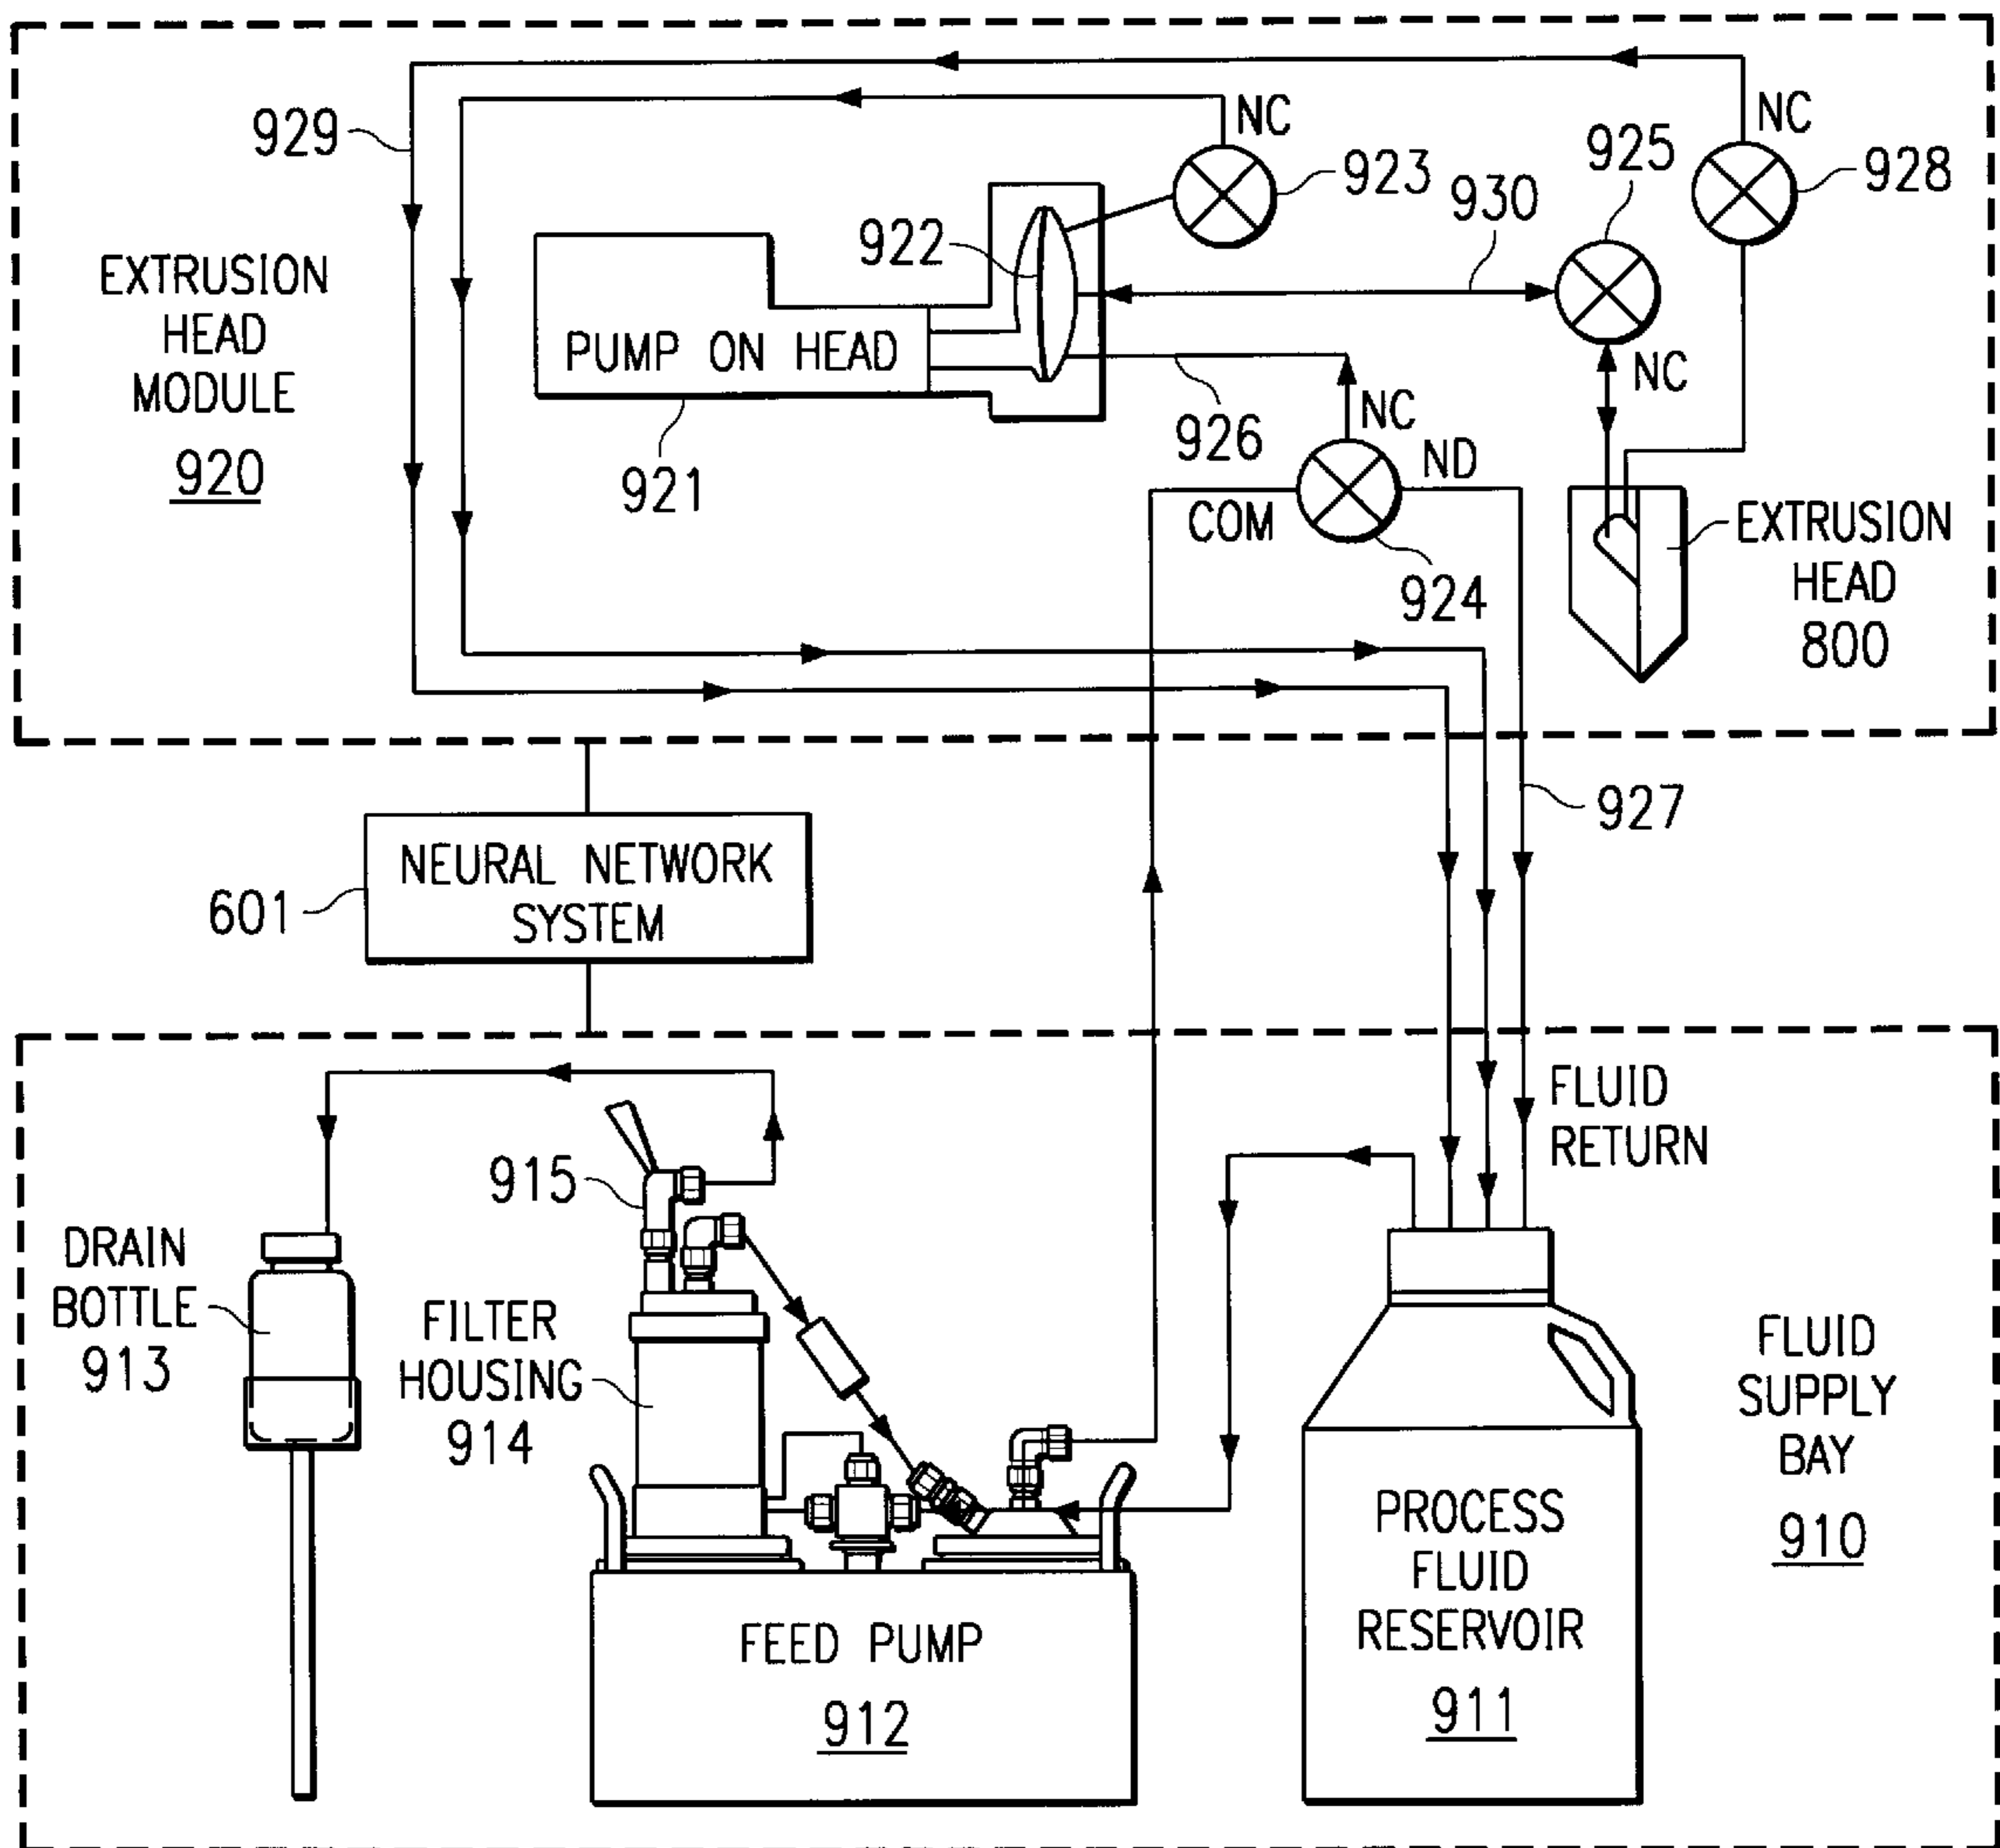 929
NC
923
925
NC
928
930
922
EXTRUSION
HEAD
MODULE
920
PUMP ON HEAD
921
926
NC
ND
COM
924
NC
EXTRUSION
HEAD
800
927
NEURAL NETWORK
SYSTEM
601
FLUID
RETURN
915
DRAIN
BOTTLE
913
FILTER
HOUSING
914
FLUID
SUPPLY
BAY
910
PROCESS
FLUID
RESERVOIR
911
FEED PUMP
912